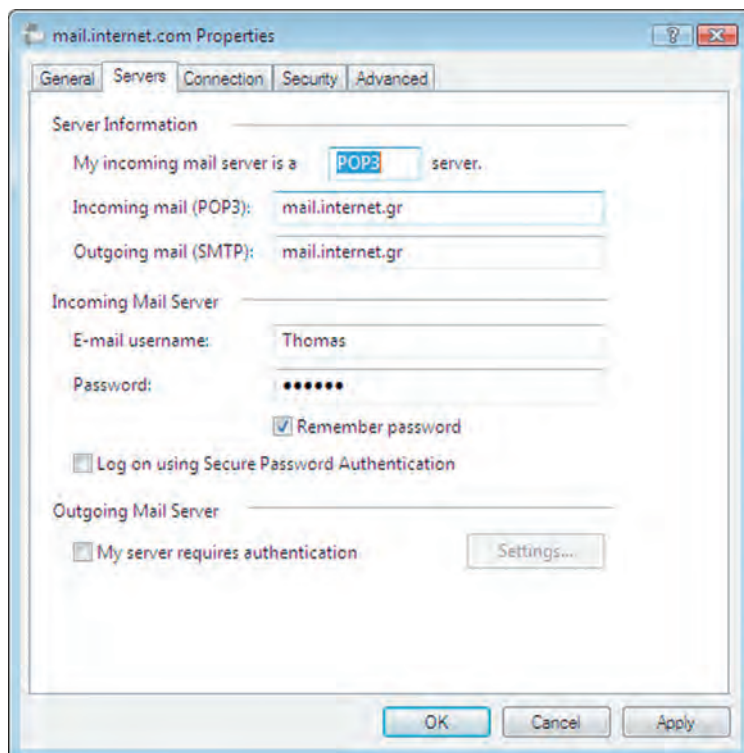 mail.internet.com Properties
General Servers Connection Security Advanced
Server Information
My incoming mail server is a POP3 server.
Incoming mail (POP3): mail.internet.gr
Outgoing mail (SMTP): mail.internet.gr
Incoming Mail Server
E-mail username: Thomas
Password: ••••••
Remember password
Log on using Secure Password Authentication
Outgoing Mail Server
My server requires authentication Settings...
OK Cancel Apply